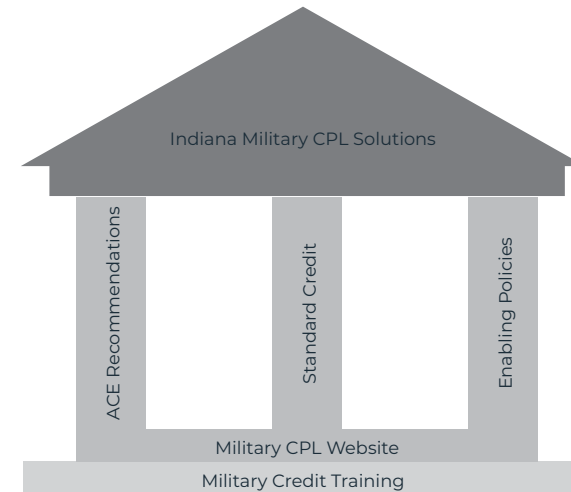 Indiana Military CPL Solutions
ACE Recommendations
Standard Credit
Enabling Policies
Military CPL Website
Military Credit Training